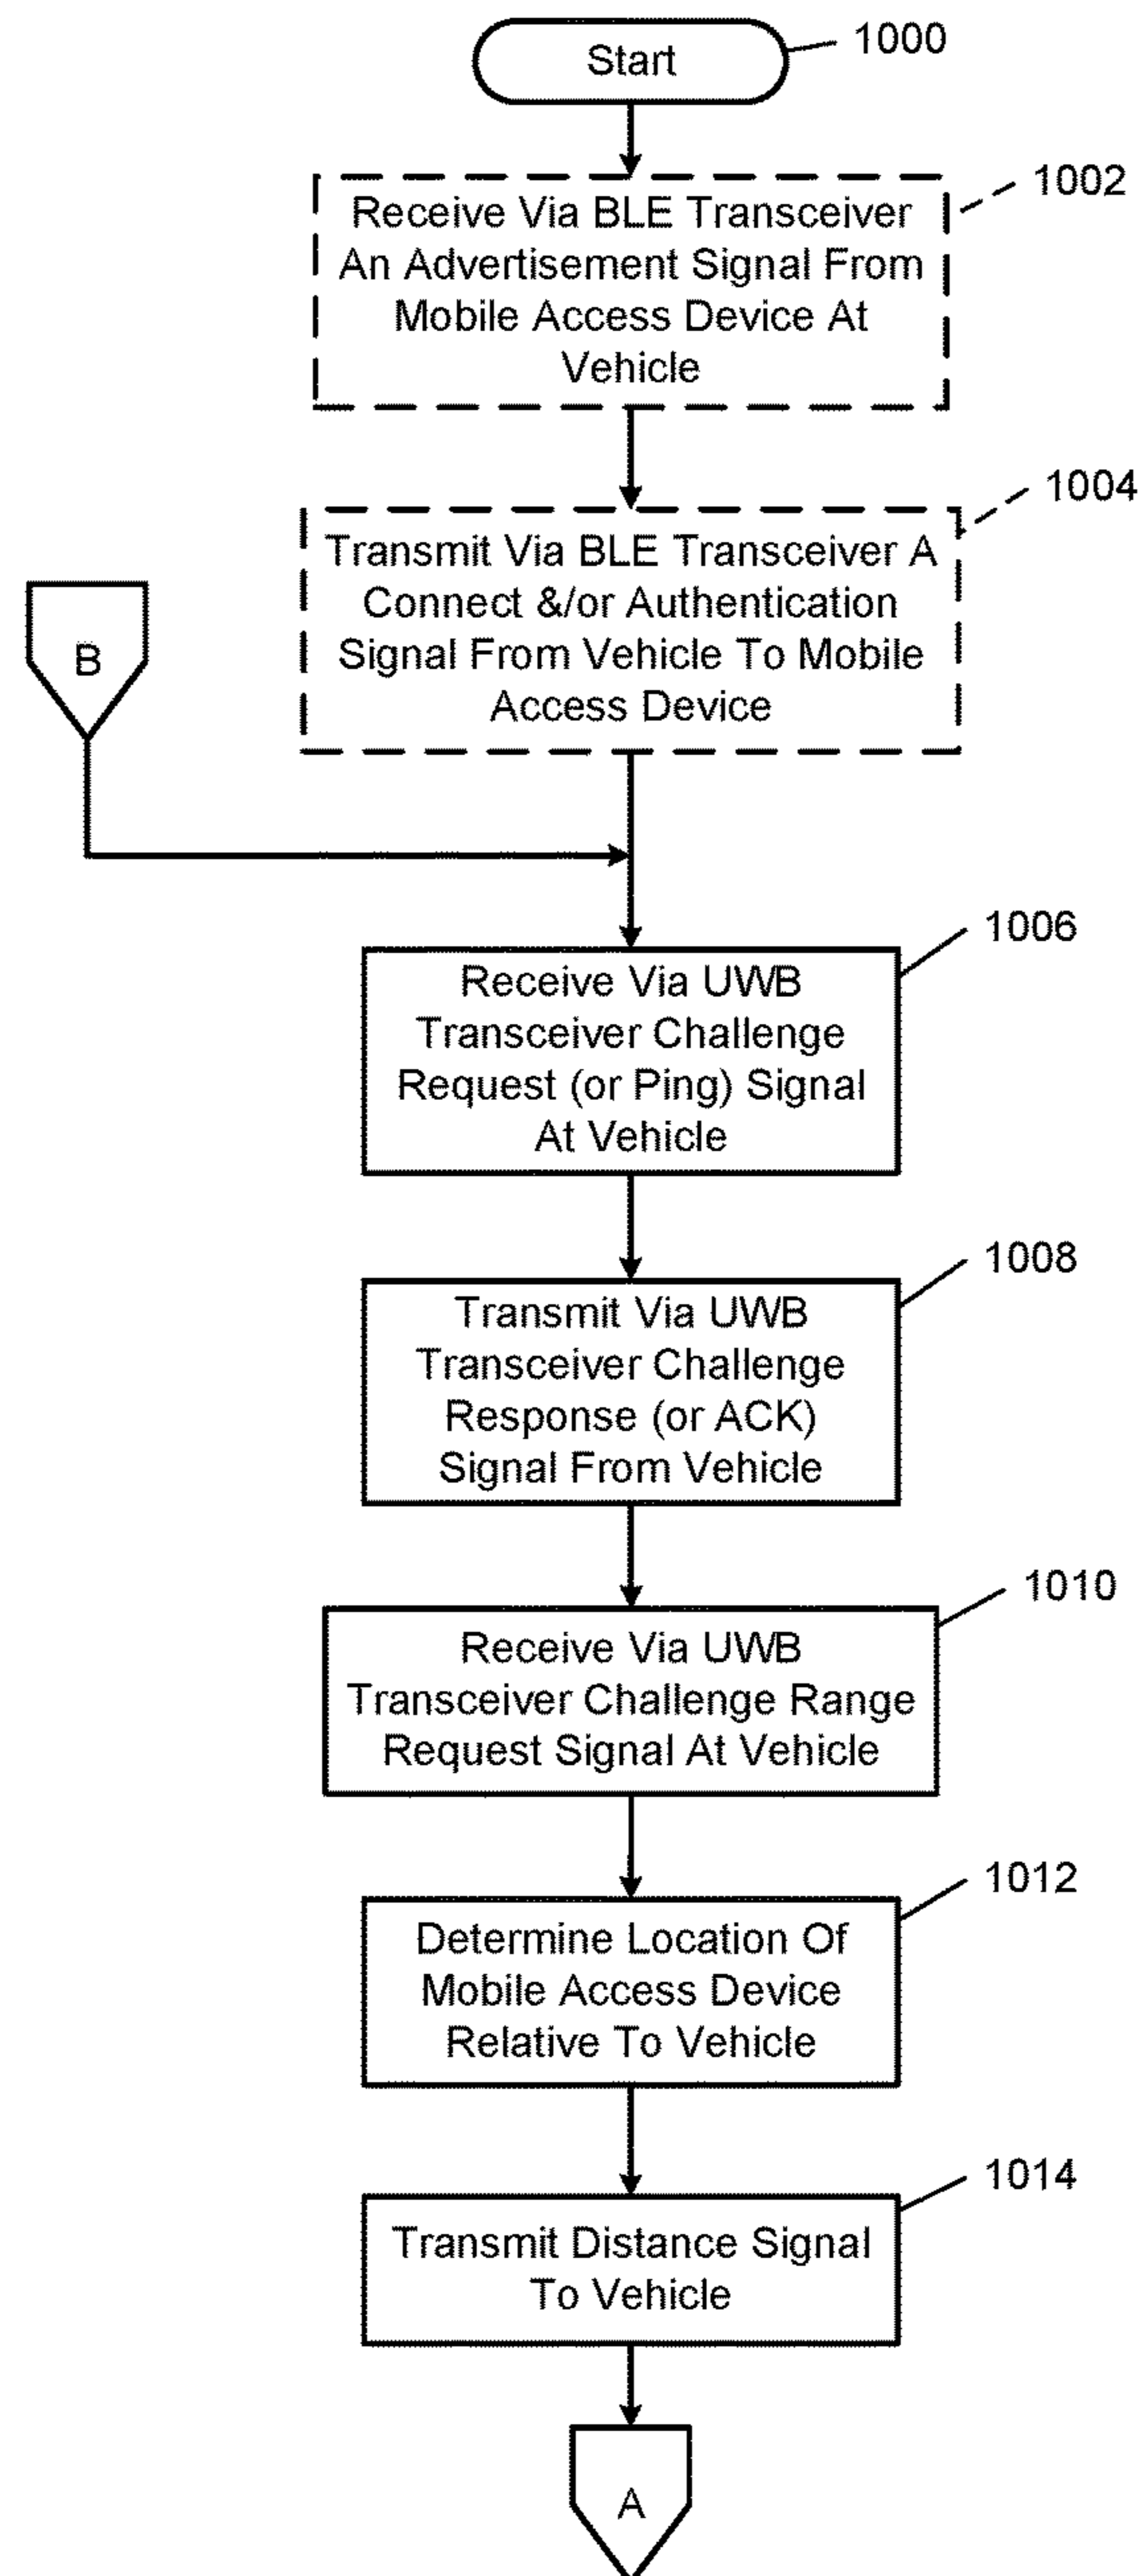 Start
1000
Receive Via BLE Transceiver
An Advertisement Signal From
Mobile Access Device At
Vehicle
1002
Transmit Via BLE Transceiver A
Connect &/or Authentication
Signal From Vehicle To Mobile
Access Device
1004
B
Receive Via UWB
Transceiver Challenge
Request (or Ping) Signal
At Vehicle
1006
Transmit Via UWB
Transceiver Challenge
Response (or ACK)
Signal From Vehicle
1008
Receive Via UWB
Transceiver Challenge Range
Request Signal At Vehicle
1010
Determine Location Of
Mobile Access Device
Relative To Vehicle
1012
Transmit Distance Signal
To Vehicle
1014
A